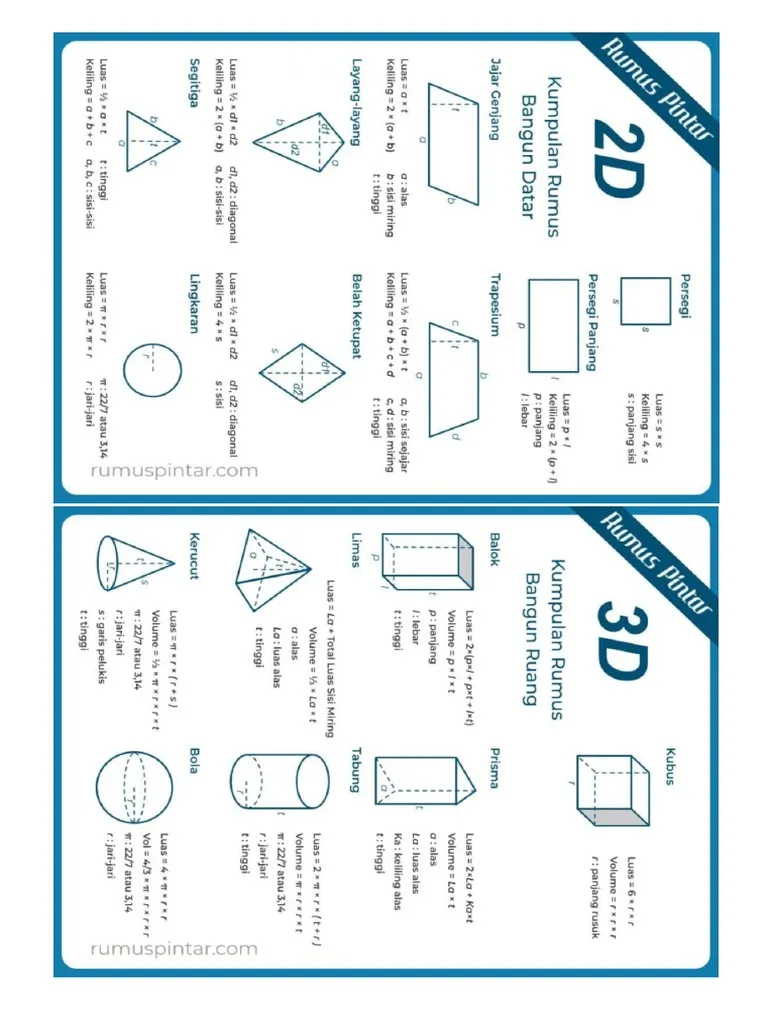 Rumus Pintar
2D
Kumpulan Rumus
Bangun Datar
Persegi
s
s
Luas = s × s
Keliling = 4 × s
s : panjang sisi
Persegi Panjang
l
p
Luas = p × l
Keliling = 2 × (p + l)
p : panjang
l : lebar
Jajar Genjang
t
b
a
Luas = a × t
Keliling = 2 × (a + b)
a : alas
b : sisi miring
t : tinggi
Trapesium
b
c
t
d
a
Luas = ½ × (a + b) × t
Keliling = a + b + c + d
a, b : sisi sejajar
c, d : sisi miring
t : tinggi
Layang-layang
a
d1
d2
b
Luas = ½ × d1 × d2
Keliling = 2 × (a + b)
d1, d2 : diagonal
a, b : sisi-sisi
Belah Ketupat
d1
d2
s
Luas = ½ × d1 × d2
Keliling = 4 × s
d1, d2 : diagonal
s : sisi
Segitiga
b
t
c
a
Luas = ½ × a × t
Keliling = a + b + c
t : tinggi
a, b, c : sisi-sisi
Lingkaran
r
Luas = π × r × r
Keliling = 2 × π × r
π : 22/7 atau 3,14
r : jari-jari
rumuspintar.com
Rumus Pintar
3D
Kumpulan Rumus
Bangun Ruang
Kubus
r
Luas = 6 × r × r
Volume = r × r × r
r : panjang rusuk
Balok
t
l
p
Luas = 2×(p×l + p×t + l×t)
Volume = p × l × t
p : panjang
l : lebar
t : tinggi
Prisma
t
a
Luas = 2×La + Ka×t
Volume = La × t
a : alas
La : luas alas
Ka : keliling alas
t : tinggi
Limas
t
a
Luas = La + Total Luas Sisi Miring
Volume = ⅓ × La × t
a : alas
La : luas alas
t : tinggi
Tabung
t
r
Luas = 2 × π × r × ( t + r )
Volume = π × r × r × t
π : 22/7 atau 3,14
r : jari-jari
t : tinggi
Kerucut
t
s
r
Luas = π × r × ( r + s )
Volume = ⅓ × π × r × r × t
π : 22/7 atau 3,14
r : jari-jari
s : garis pelukis
t : tinggi
Bola
r
Luas = 4 × π × r × r
Vol = 4/3 × π × r × r × r
π : 22/7 atau 3,14
r : jari-jari
rumuspintar.com